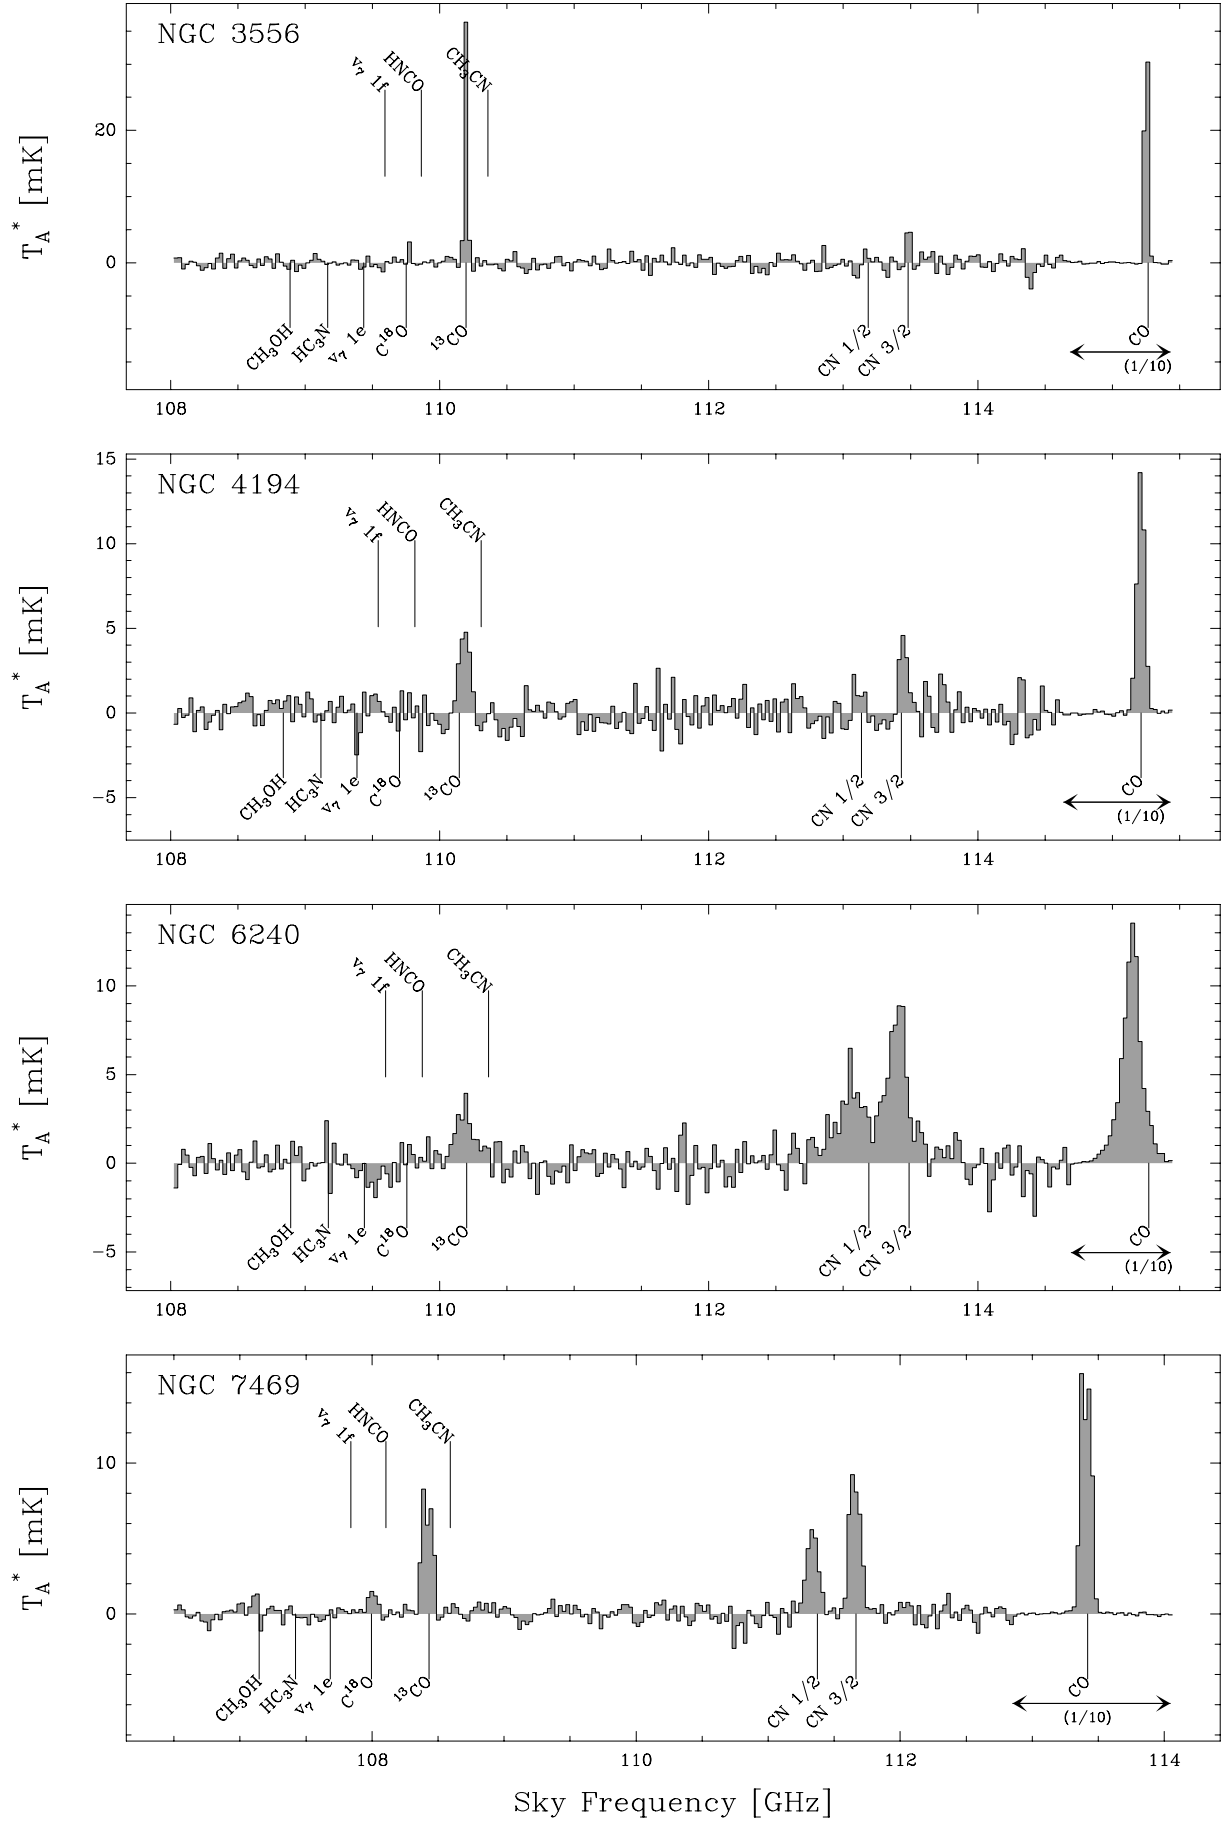 NGC 3556
v₇ 1f HNCO CH₃CN
20
0
T_A* [mK]
CH₃OH HC₃N v₇ 1e C¹⁸O ¹³CO CN 1/2 CN 3/2 CO
(1/10)
108 110 112 114
NGC 4194
v₇ 1f HNCO CH₃CN
15
10
5
0
−5
T_A* [mK]
CH₃OH HC₃N v₇ 1e C¹⁸O ¹³CO CN 1/2 CN 3/2 CO
(1/10)
108 110 112 114
NGC 6240
v₇ 1f HNCO CH₃CN
10
5
0
−5
T_A* [mK]
CH₃OH HC₃N v₇ 1e C¹⁸O ¹³CO CN 1/2 CN 3/2 CO
(1/10)
108 110 112 114
NGC 7469
v₇ 1f HNCO CH₃CN
10
0
T_A* [mK]
CH₃OH HC₃N v₇ 1e C¹⁸O ¹³CO CN 1/2 CN 3/2 CO
(1/10)
108 110 112 114
Sky Frequency [GHz]